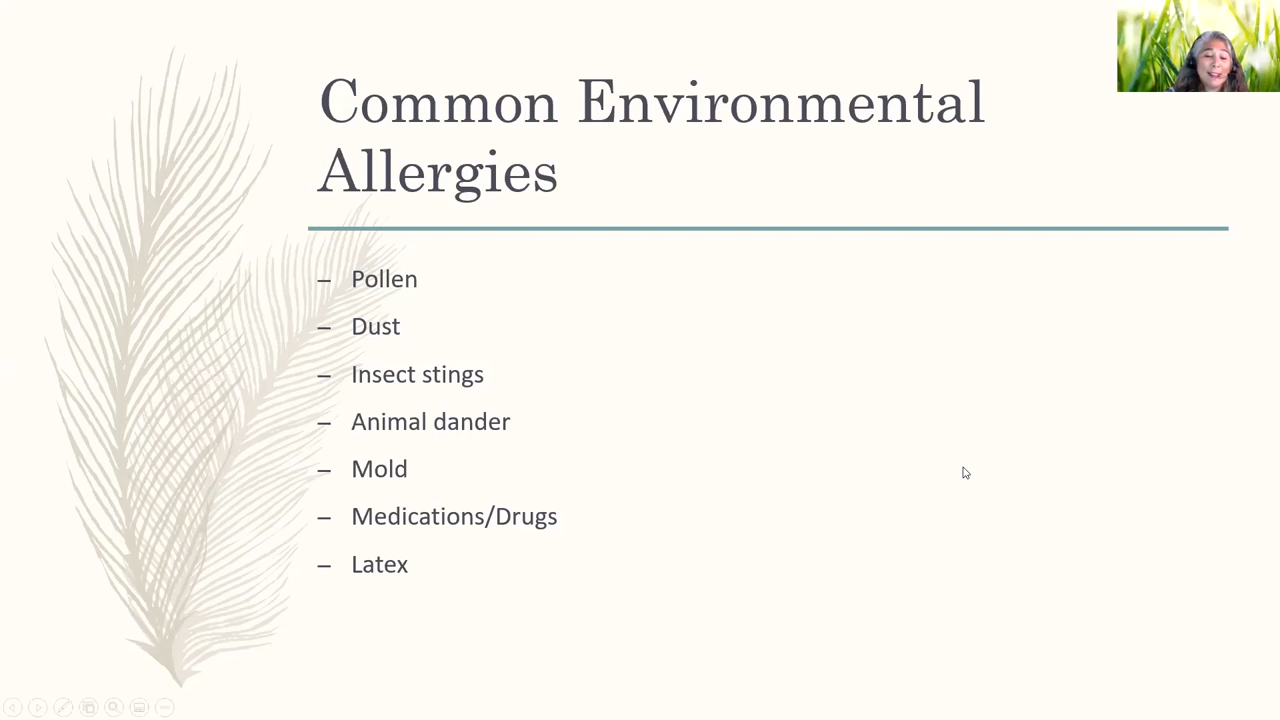 Common Environmental
Allergies
– Pollen
– Dust
– Insect stings
– Animal dander
– Mold
– Medications/Drugs
– Latex